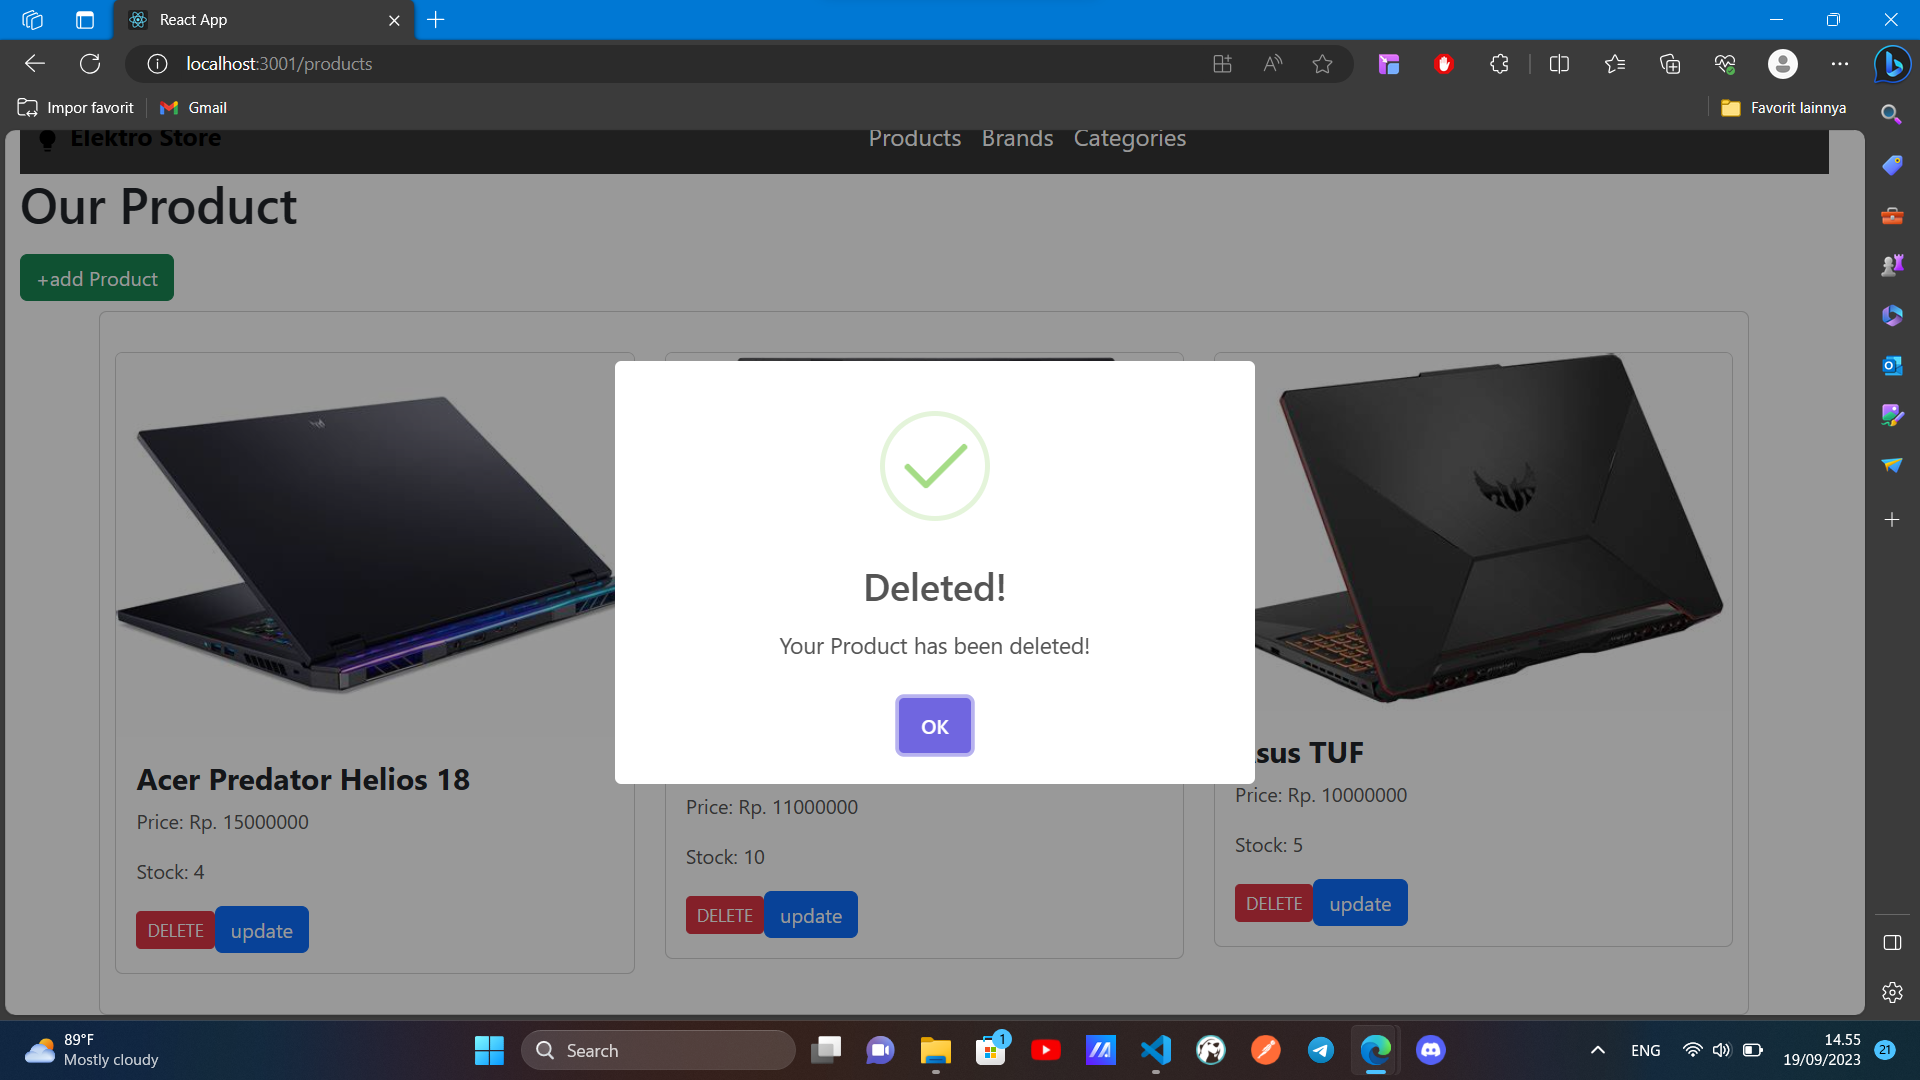 React App
localhost:3001/products
Impor favorit
Gmail
Favorit lainnya
Elektro Store
Products Brands Categories
Our Product
+add Product
Deleted!
Your Product has been deleted!
OK
Acer Predator Helios 18
Price: Rp. 15000000
Stock: 4
DELETE update
Price: Rp. 11000000
Stock: 10
DELETE update
sus TUF
Price: Rp. 10000000
Stock: 5
DELETE update
89°F
Mostly cloudy
Search
1
ENG
14.55
19/09/2023
21